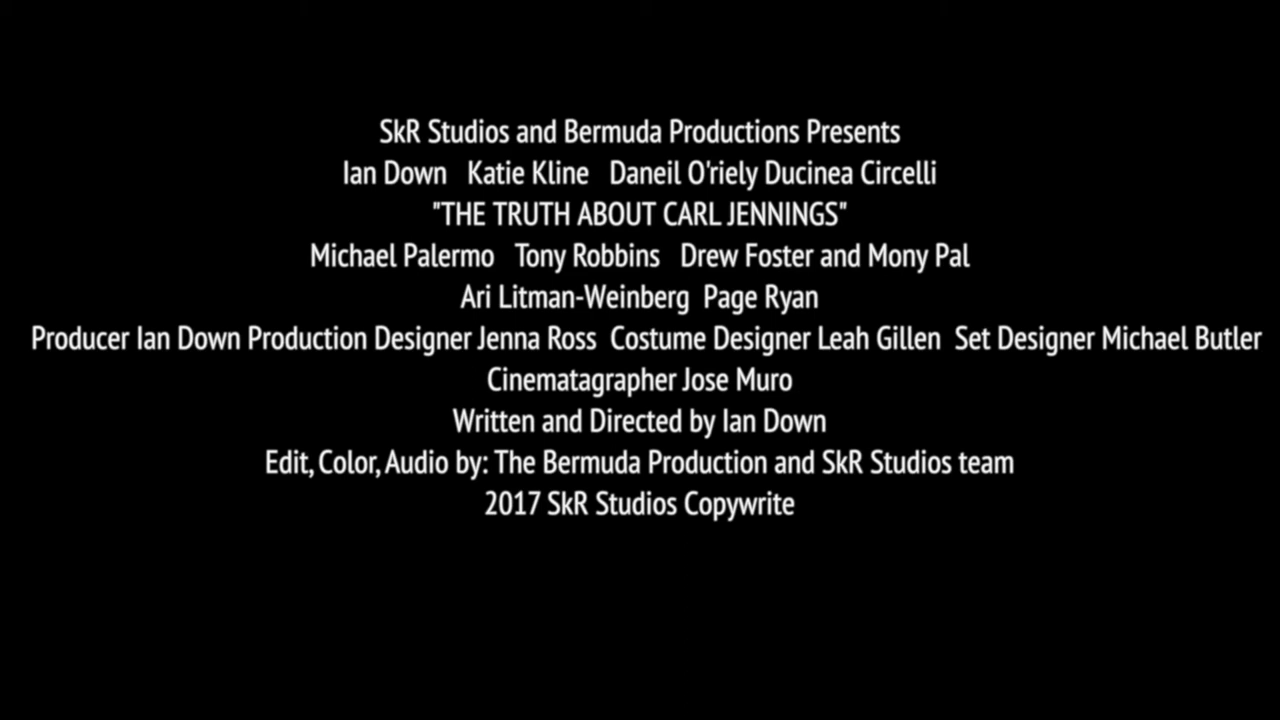 SkR Studios and Bermuda Productions Presents
Ian Down Katie Kline Daneil O'riely Ducinea Circelli
"THE TRUTH ABOUT CARL JENNINGS"
Michael Palermo Tony Robbins Drew Foster and Mony Pal
Ari Litman-Weinberg Page Ryan
Producer Ian Down Production Designer Jenna Ross Costume Designer Leah Gillen Set Designer Michael Butler
Cinematagrapher Jose Muro
Written and Directed by Ian Down
Edit, Color, Audio by: The Bermuda Production and SkR Studios team
2017 SkR Studios Copywrite